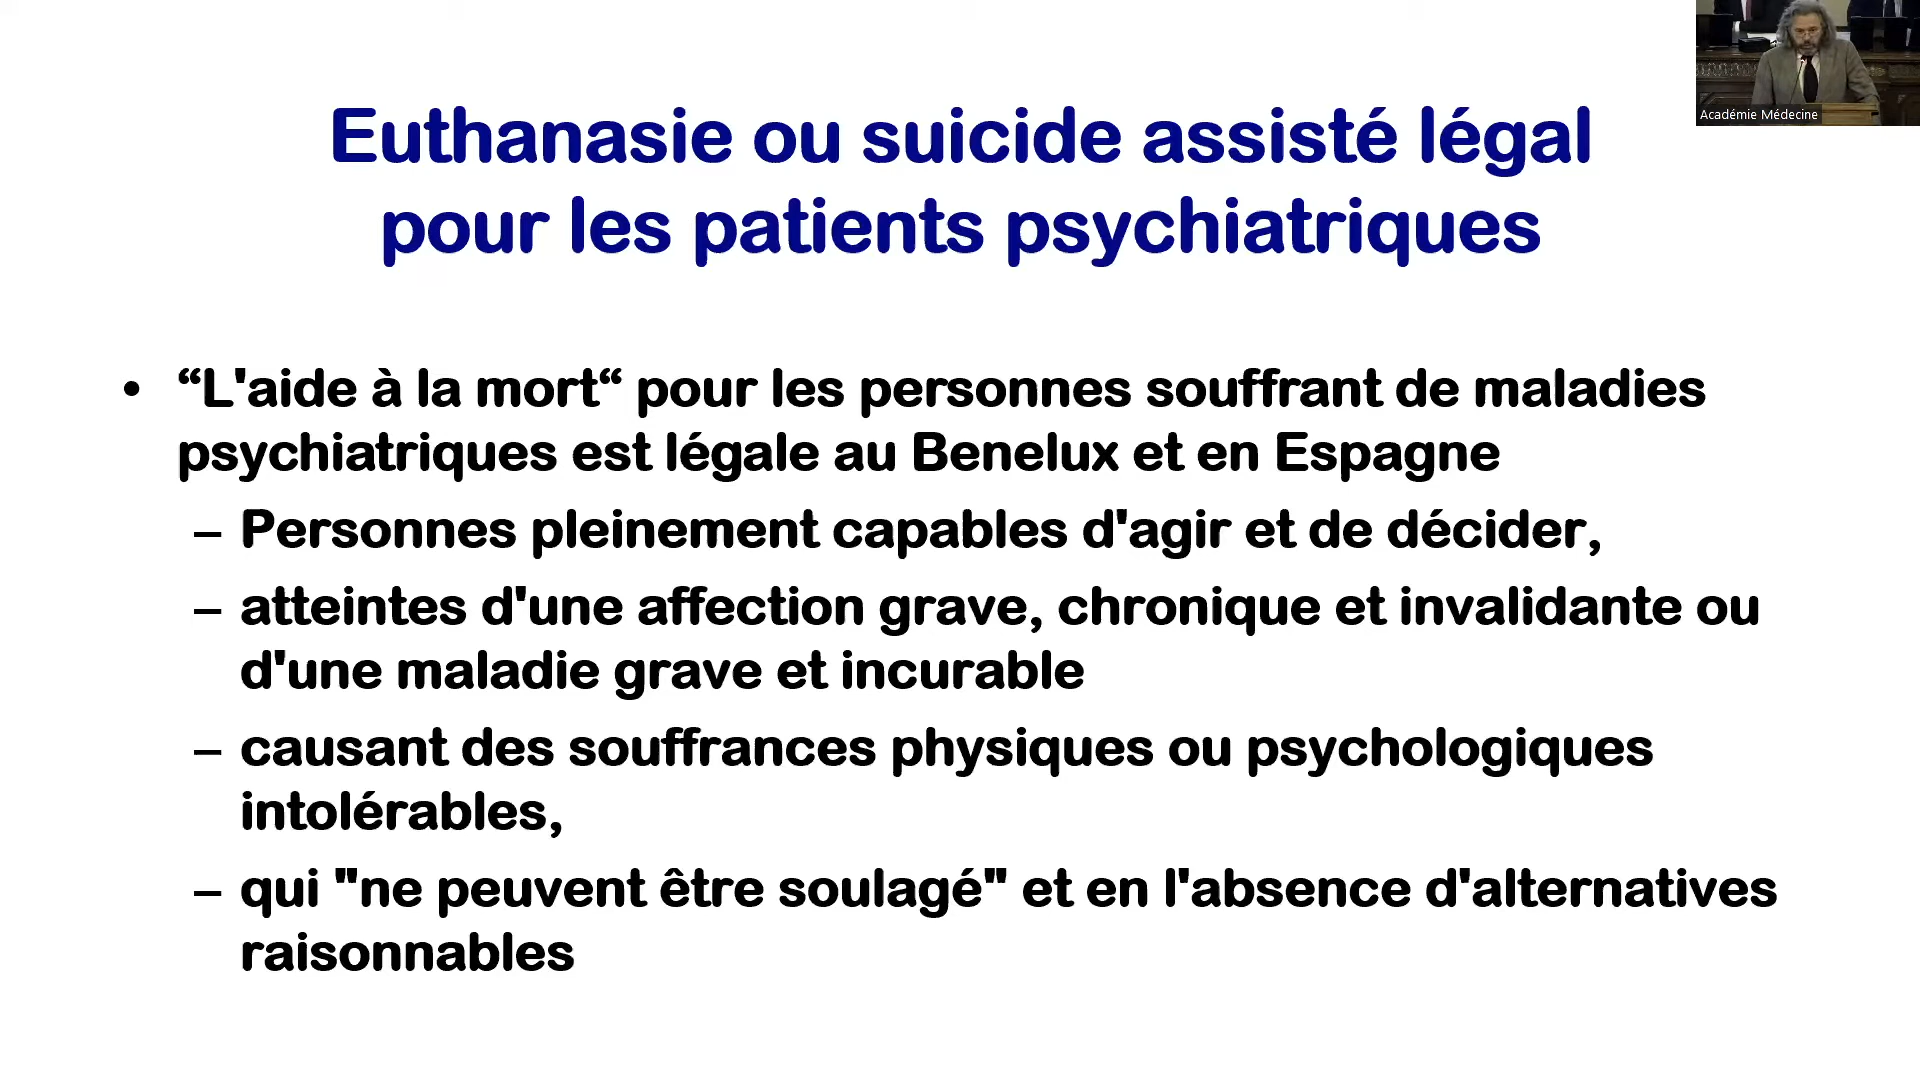 Académie Médecine
Euthanasie ou suicide assisté légal
pour les patients psychiatriques
• “L'aide à la mort“ pour les personnes souffrant de maladies
psychiatriques est légale au Benelux et en Espagne
– Personnes pleinement capables d'agir et de décider,
– atteintes d'une affection grave, chronique et invalidante ou
d'une maladie grave et incurable
– causant des souffrances physiques ou psychologiques
intolérables,
– qui "ne peuvent être soulagé" et en l'absence d'alternatives
raisonnables